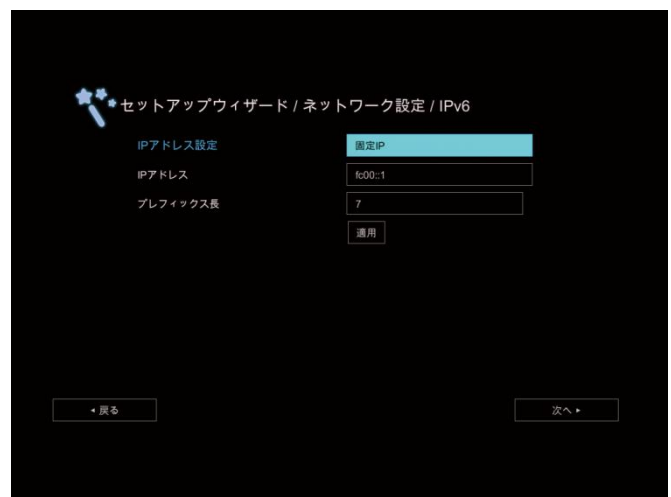 セットアップウィザード / ネットワーク設定 / IPv6
IPアドレス設定 固定IP
IPアドレス fc00::1
プレフィックス長 7
適用
◂ 戻る 次へ ▸